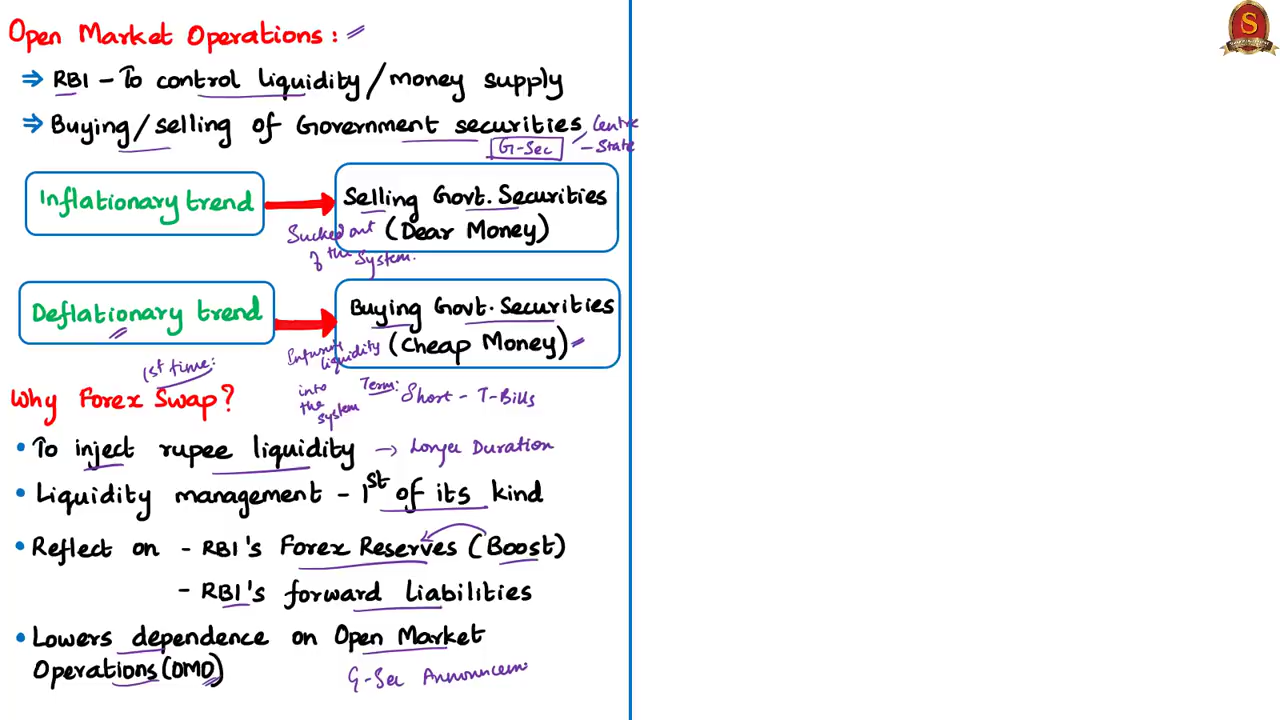 Open Market Operations:
⇒ RBI - To control liquidity/money supply
⇒ Buying/selling of Government securities
G-Sec
Centre
- State
Inflationary trend
Selling Govt. Securities
(Dear Money)
Sucked out
of the System.
Deflationary trend
Buying Govt. Securities
(Cheap Money)
Infusing liquidity
into
the
system
1st time:
Term: Short - T-Bills
Why Forex Swap?
• To inject rupee liquidity → Longer Duration
• Liquidity management - 1st of its kind
• Reflect on - RBI's Forex Reserves (Boost)
- RBI's forward liabilities
• Lowers dependence on Open Market
Operations (OMO)
G-Sec Announcem
S